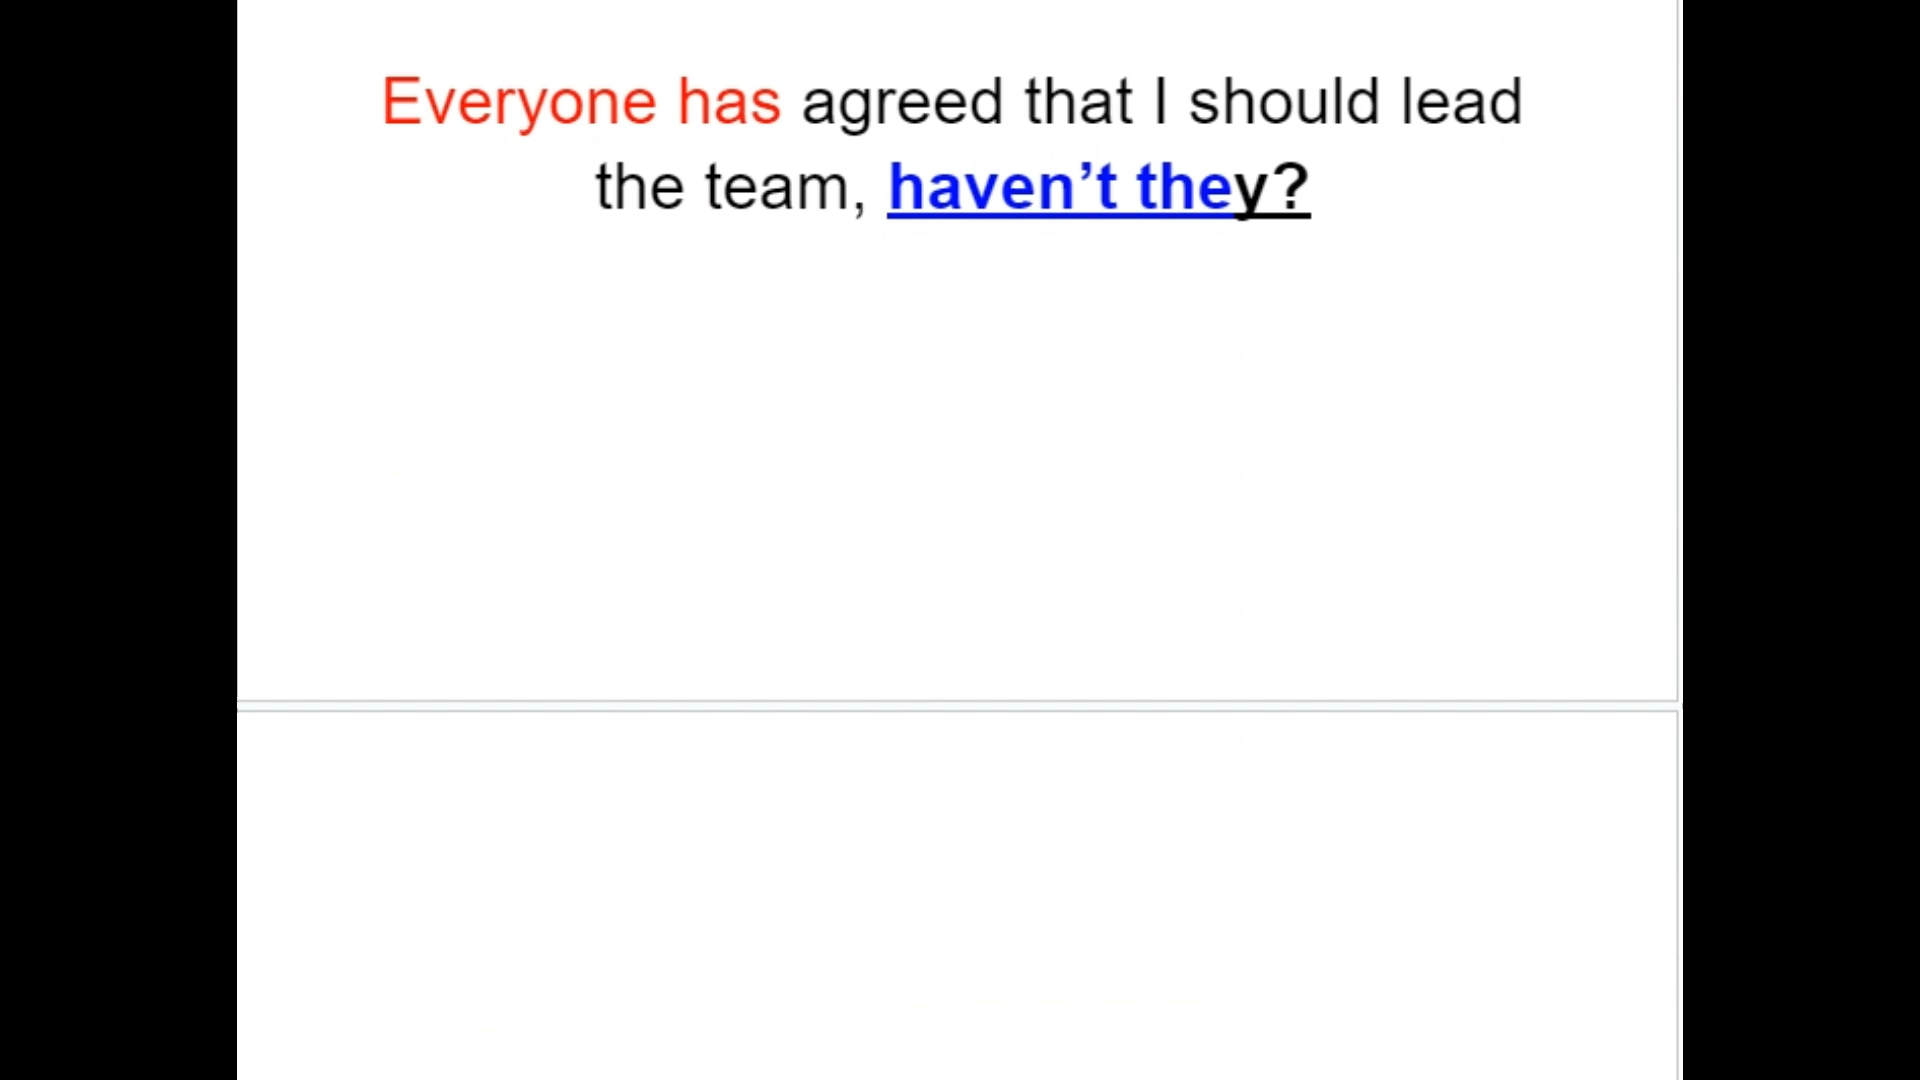 Everyone has agreed that I should lead
the team, haven’t they?